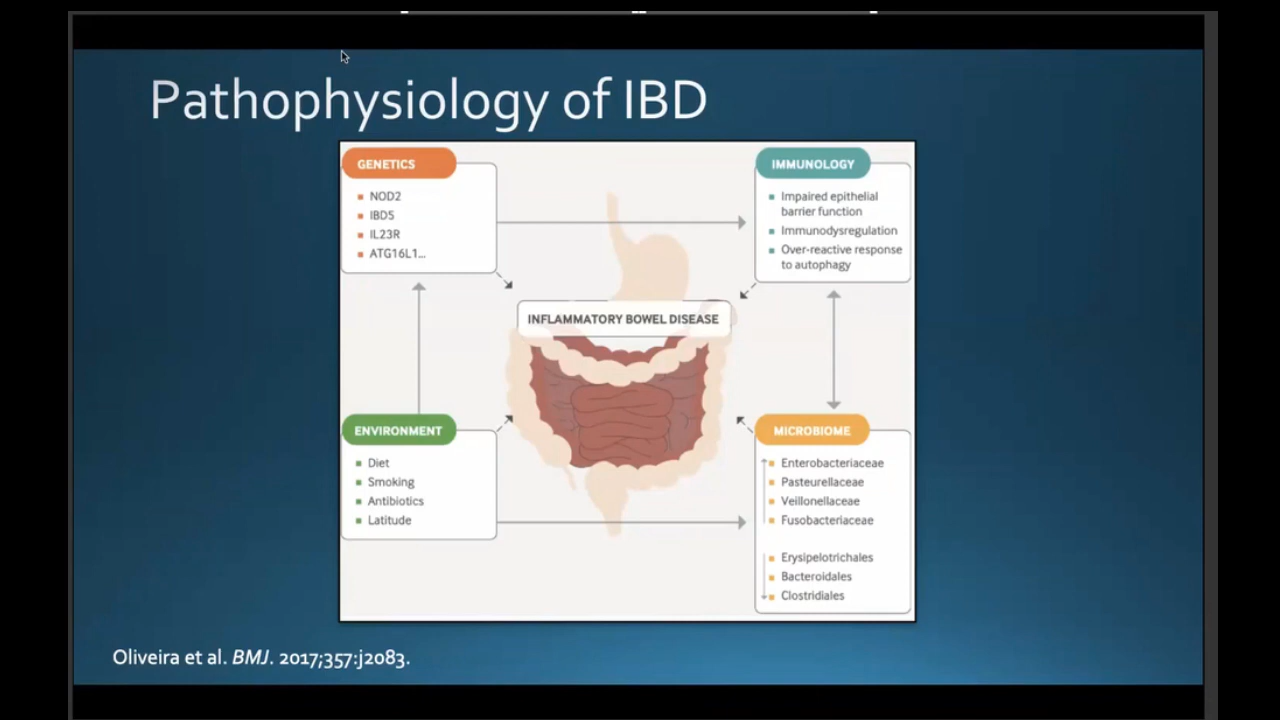 Pathophysiology of IBD
GENETICS
NOD2
IBD5
IL23R
ATG16L1...
IMMUNOLOGY
Impaired epithelial
barrier function
Immunodysregulation
Over-reactive response
to autophagy
INFLAMMATORY BOWEL DISEASE
ENVIRONMENT
Diet
Smoking
Antibiotics
Latitude
MICROBIOME
Enterobacteriaceae
Pasteurellaceae
Veillonellaceae
Fusobacteriaceae
Erysipelotrichales
Bacteroidales
Clostridiales
Oliveira et al. BMJ. 2017;357:j2083.